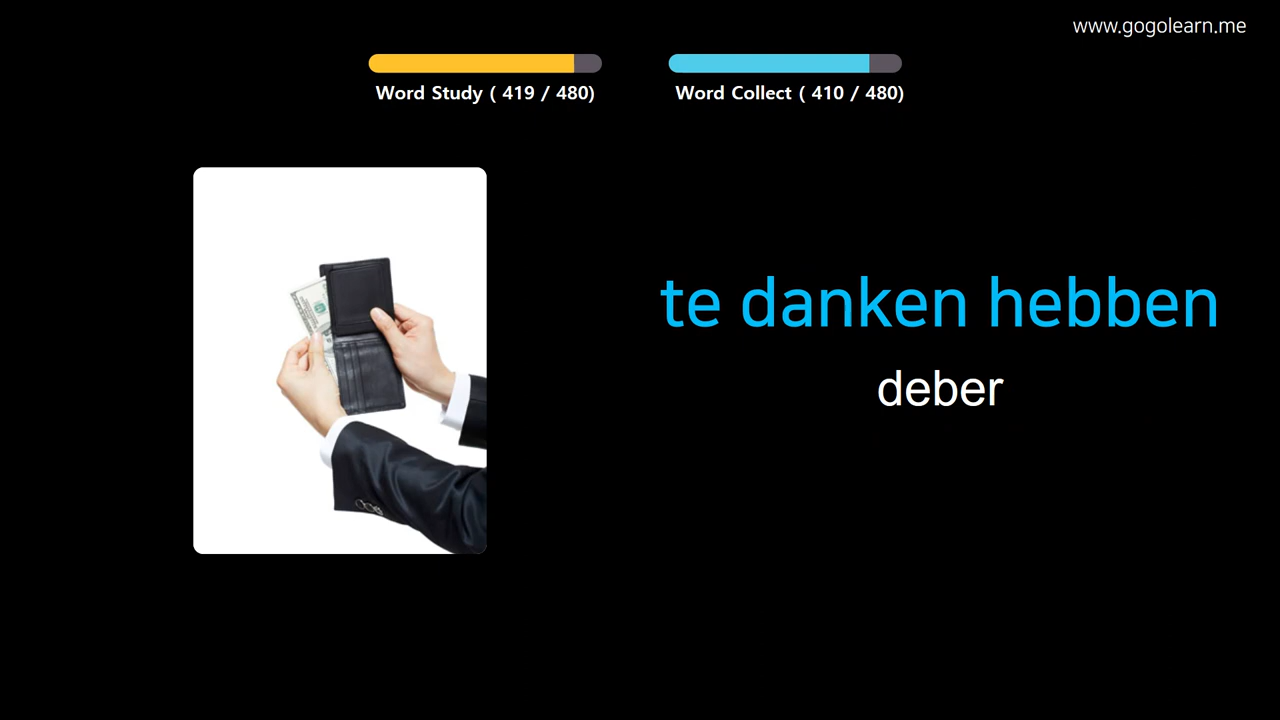 www.gogolearn.me
Word Study ( 419 / 480)
Word Collect ( 410 / 480)
te danken hebben
deber